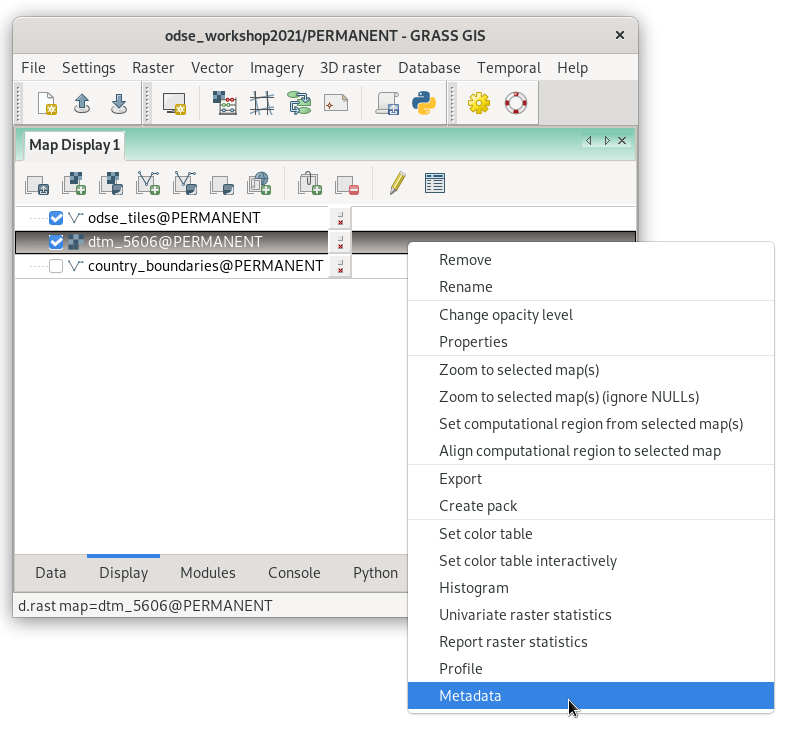 odse_workshop2021/PERMANENT - GRASS GIS
File Settings Raster Vector Imagery 3D raster Database Temporal Help
Map Display 1
odse_tiles@PERMANENT
dtm_5606@PERMANENT
country_boundaries@PERMANENT
Remove
Rename
Change opacity level
Properties
Zoom to selected map(s)
Zoom to selected map(s) (ignore NULLs)
Set computational region from selected map(s)
Align computational region to selected map
Export
Create pack
Set color table
Set color table interactively
Histogram
Univariate raster statistics
Report raster statistics
Profile
Metadata
Data Display Modules Console Python
d.rast map=dtm_5606@PERMANENT